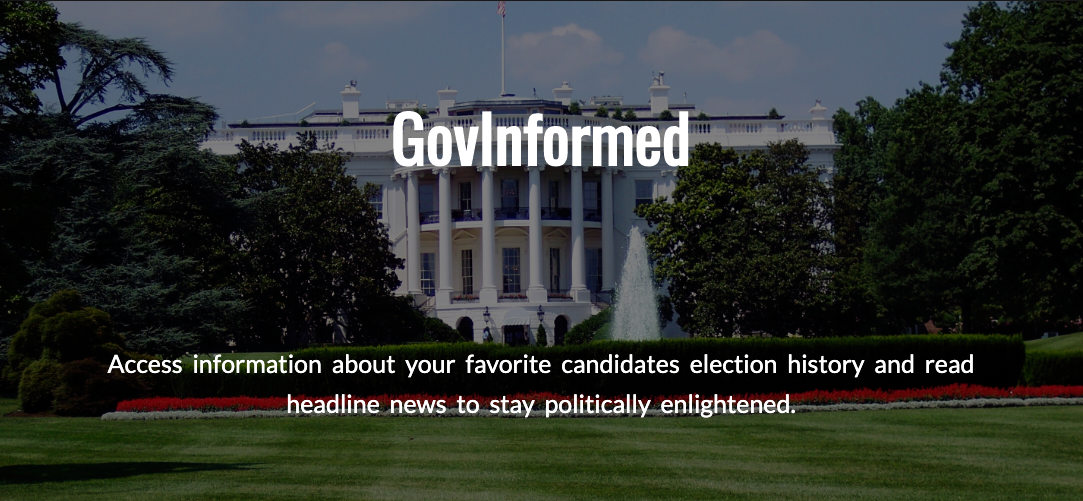 GovInformed
Access information about your favorite candidates election history and read
headline news to stay politically enlightened.